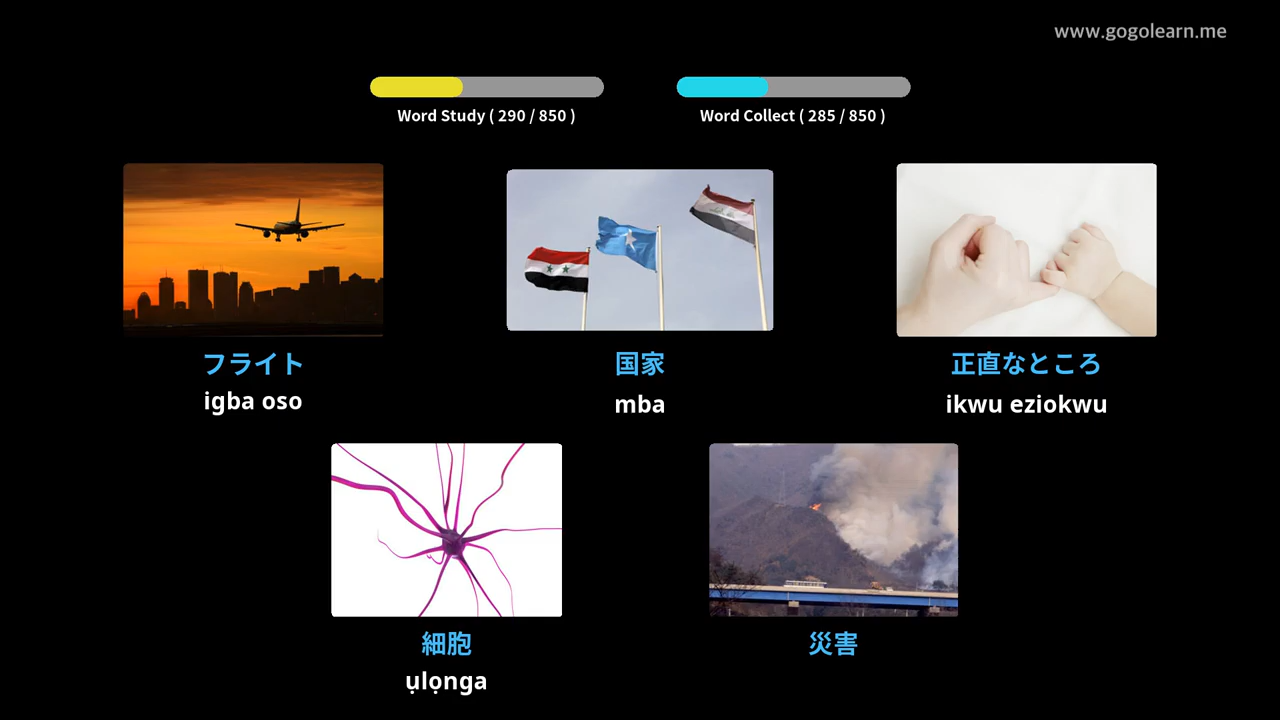 www.gogolearn.me
Word Study ( 290 / 850 )
Word Collect ( 285 / 850 )
フライト
igba oso
国家
mba
正直なところ
ikwu eziokwu
細胞
ụlọnga
災害